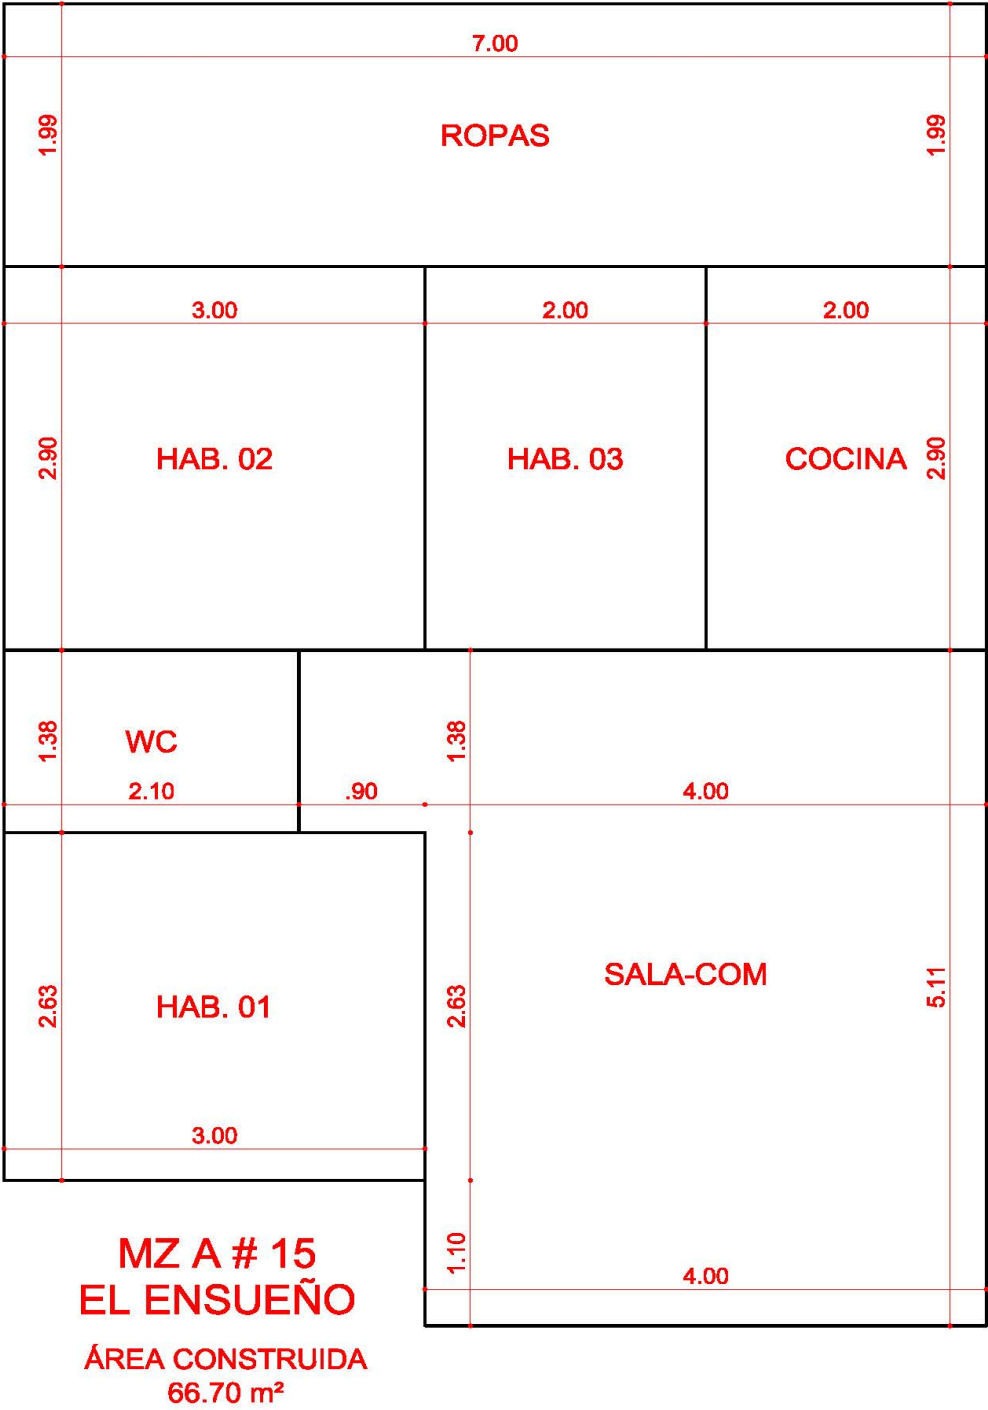 7.00
1.99
ROPAS
1.99
3.00
2.00
2.00
2.90
HAB. 02
HAB. 03
COCINA
2.90
1.38
WC
1.38
2.10
.90
4.00
2.63
HAB. 01
2.63
SALA-COM
5.11
3.00
1.10
4.00
MZ A # 15
EL ENSUEÑO
ÁREA CONSTRUIDA
66.70 m²